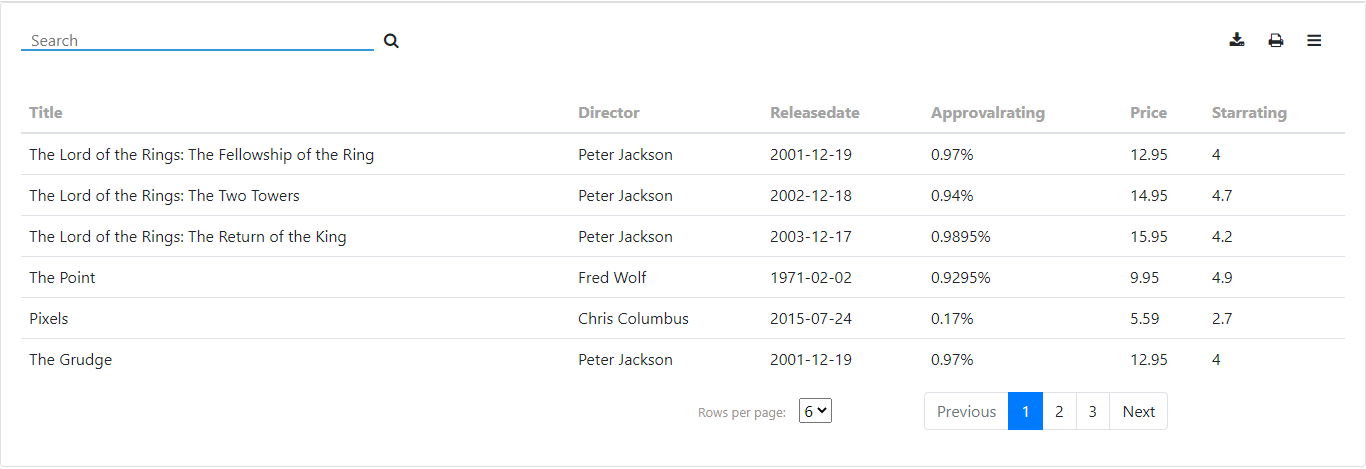 Search
Title Director Releasedate Approvalrating Price Starrating
The Lord of the Rings: The Fellowship of the Ring Peter Jackson 2001-12-19 0.97% 12.95 4
The Lord of the Rings: The Two Towers Peter Jackson 2002-12-18 0.94% 14.95 4.7
The Lord of the Rings: The Return of the King Peter Jackson 2003-12-17 0.9895% 15.95 4.2
The Point Fred Wolf 1971-02-02 0.9295% 9.95 4.9
Pixels Chris Columbus 2015-07-24 0.17% 5.59 2.7
The Grudge Peter Jackson 2001-12-19 0.97% 12.95 4
Rows per page: 6 Previous 1 2 3 Next